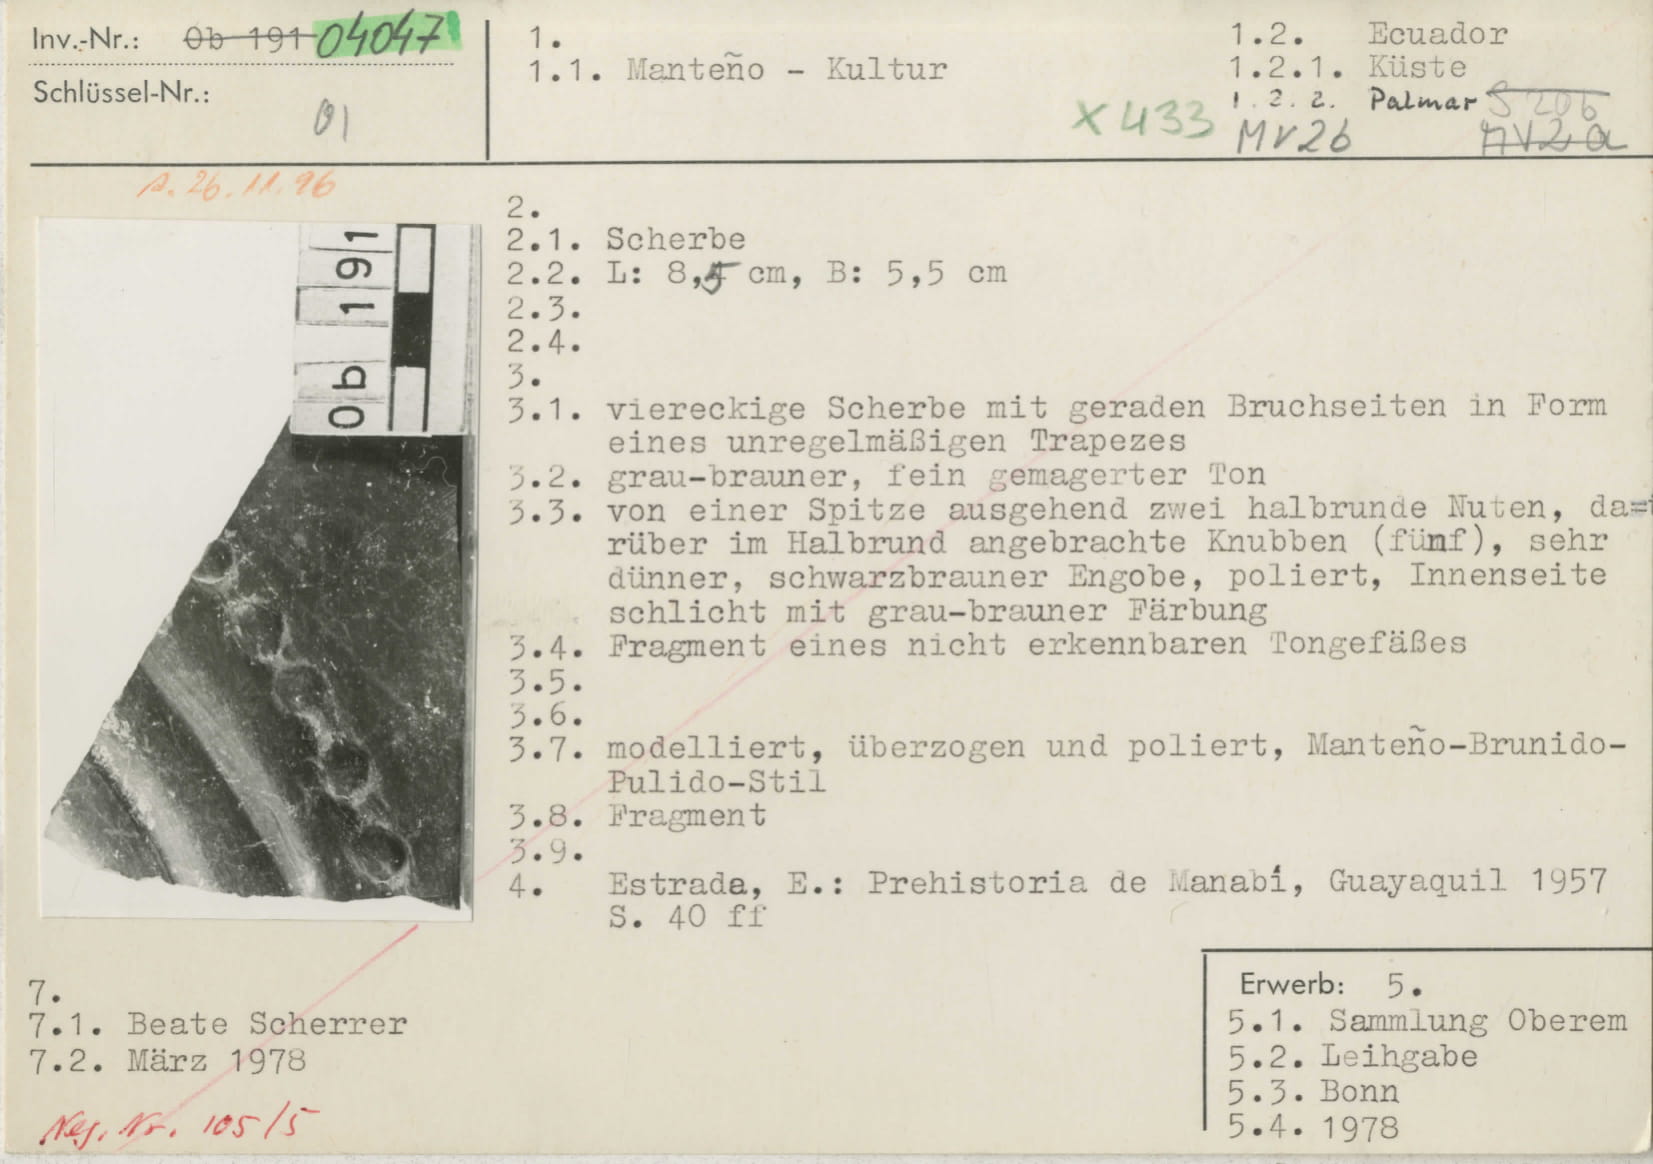 Inv.-Nr.: Ob 191 04047
Schlüssel-Nr.:
01
1.
1.1. Manteño - Kultur
X 433
1.2. Ecuador
1.2.1. Küste
1.2.2. Palmar S 206
MV2b MV2a
s. 26.11.96
Ob 191
2.
2.1. Scherbe
2.2. L: 8,5 cm, B: 5,5 cm
2.3.
2.4.
3.
3.1. viereckige Scherbe mit geraden Bruchseiten in Form
eines unregelmäßigen Trapezes
3.2. grau-brauner, fein gemagerter Ton
3.3. von einer Spitze ausgehend zwei halbrunde Nuten, da=
rüber im Halbrund angebrachte Knubben (fünf), sehr
dünner, schwarzbrauner Engobe, poliert, Innenseite
schlicht mit grau-brauner Färbung
3.4. Fragment eines nicht erkennbaren Tongefäßes
3.5.
3.6.
3.7. modelliert, überzogen und poliert, Manteño-Brunido-
Pulido-Stil
3.8. Fragment
3.9.
4. Estrada, E.: Prehistoria de Manabí, Guayaquil 1957
S. 40 ff
7.
7.1. Beate Scherrer
7.2. März 1978
Neg. Nr. 105/5
Erwerb: 5.
5.1. Sammlung Oberem
5.2. Leihgabe
5.3. Bonn
5.4. 1978